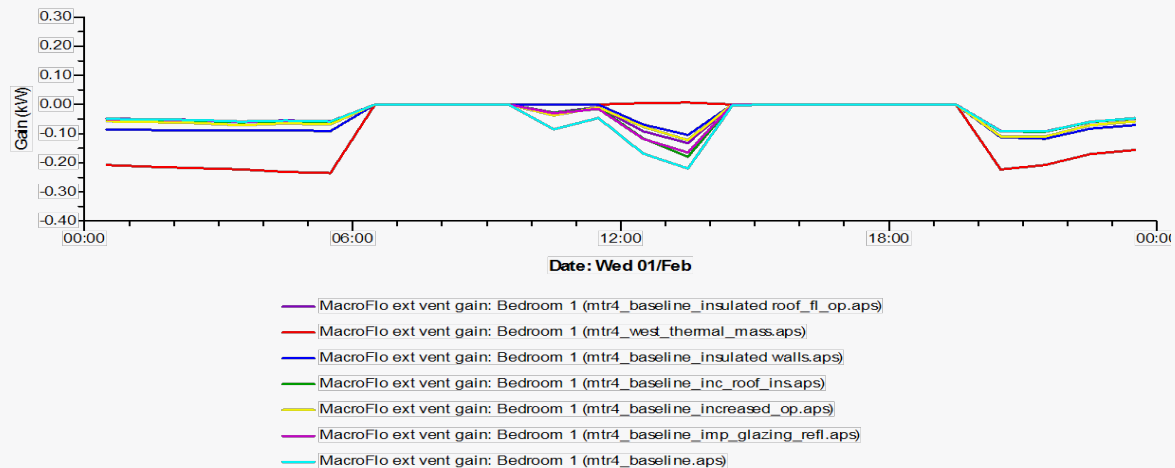 0.30
0.20
0.10
0.00
-0.10
-0.20
-0.30
-0.40
Gain (kW)
00:00 06:00 12:00 18:00 00:00
Date: Wed 01/Feb
MacroFlo ext vent gain: Bedroom 1 (mtr4_baseline_insulated roof_fl_op.aps)
MacroFlo ext vent gain: Bedroom 1 (mtr4_west_thermal_mass.aps)
MacroFlo ext vent gain: Bedroom 1 (mtr4_baseline_insulated walls.aps)
MacroFlo ext vent gain: Bedroom 1 (mtr4_baseline_inc_roof_ins.aps)
MacroFlo ext vent gain: Bedroom 1 (mtr4_baseline_increased_op.aps)
MacroFlo ext vent gain: Bedroom 1 (mtr4_baseline_imp_glazing_refl.aps)
MacroFlo ext vent gain: Bedroom 1 (mtr4_baseline.aps)